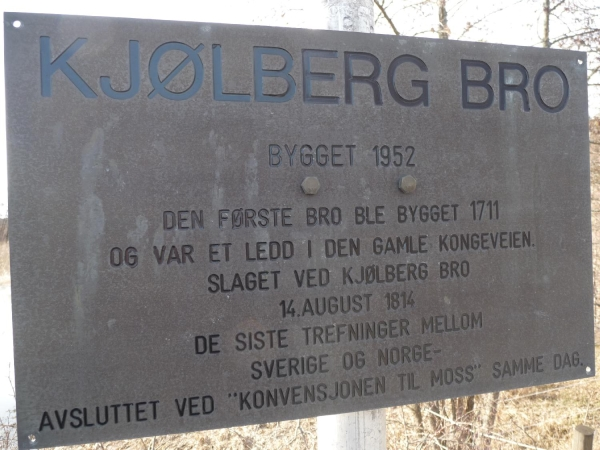 KJØLBERG BRO
BYGGET 1952
DEN FØRSTE BRO BLE BYGGET 1711
OG VAR ET LEDD I DEN GAMLE KONGEVEIEN.
SLAGET VED KJØLBERG BRO
14.AUGUST 1814
DE SISTE TREFNINGER MELLOM
SVERIGE OG NORGE-
AVSLUTTET VED "KONVENSJONEN TIL MOSS" SAMME DAG.